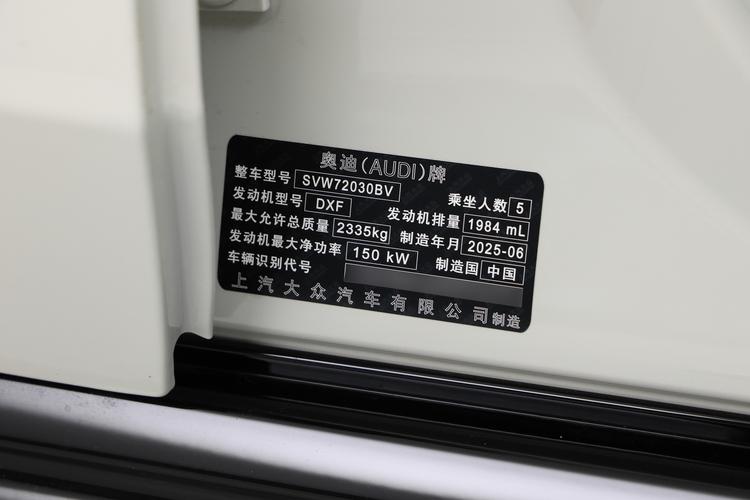 奥迪(AUDI)牌
整车型号 SVW72030BV 乘坐人数 5
发动机型号 DXF 发动机排量 1984 mL
最大允许总质量 2335kg 制造年月 2025-06
发动机最大净功率 150 kW 制造国 中国
车辆识别代号
上汽大众汽车有限公司制造